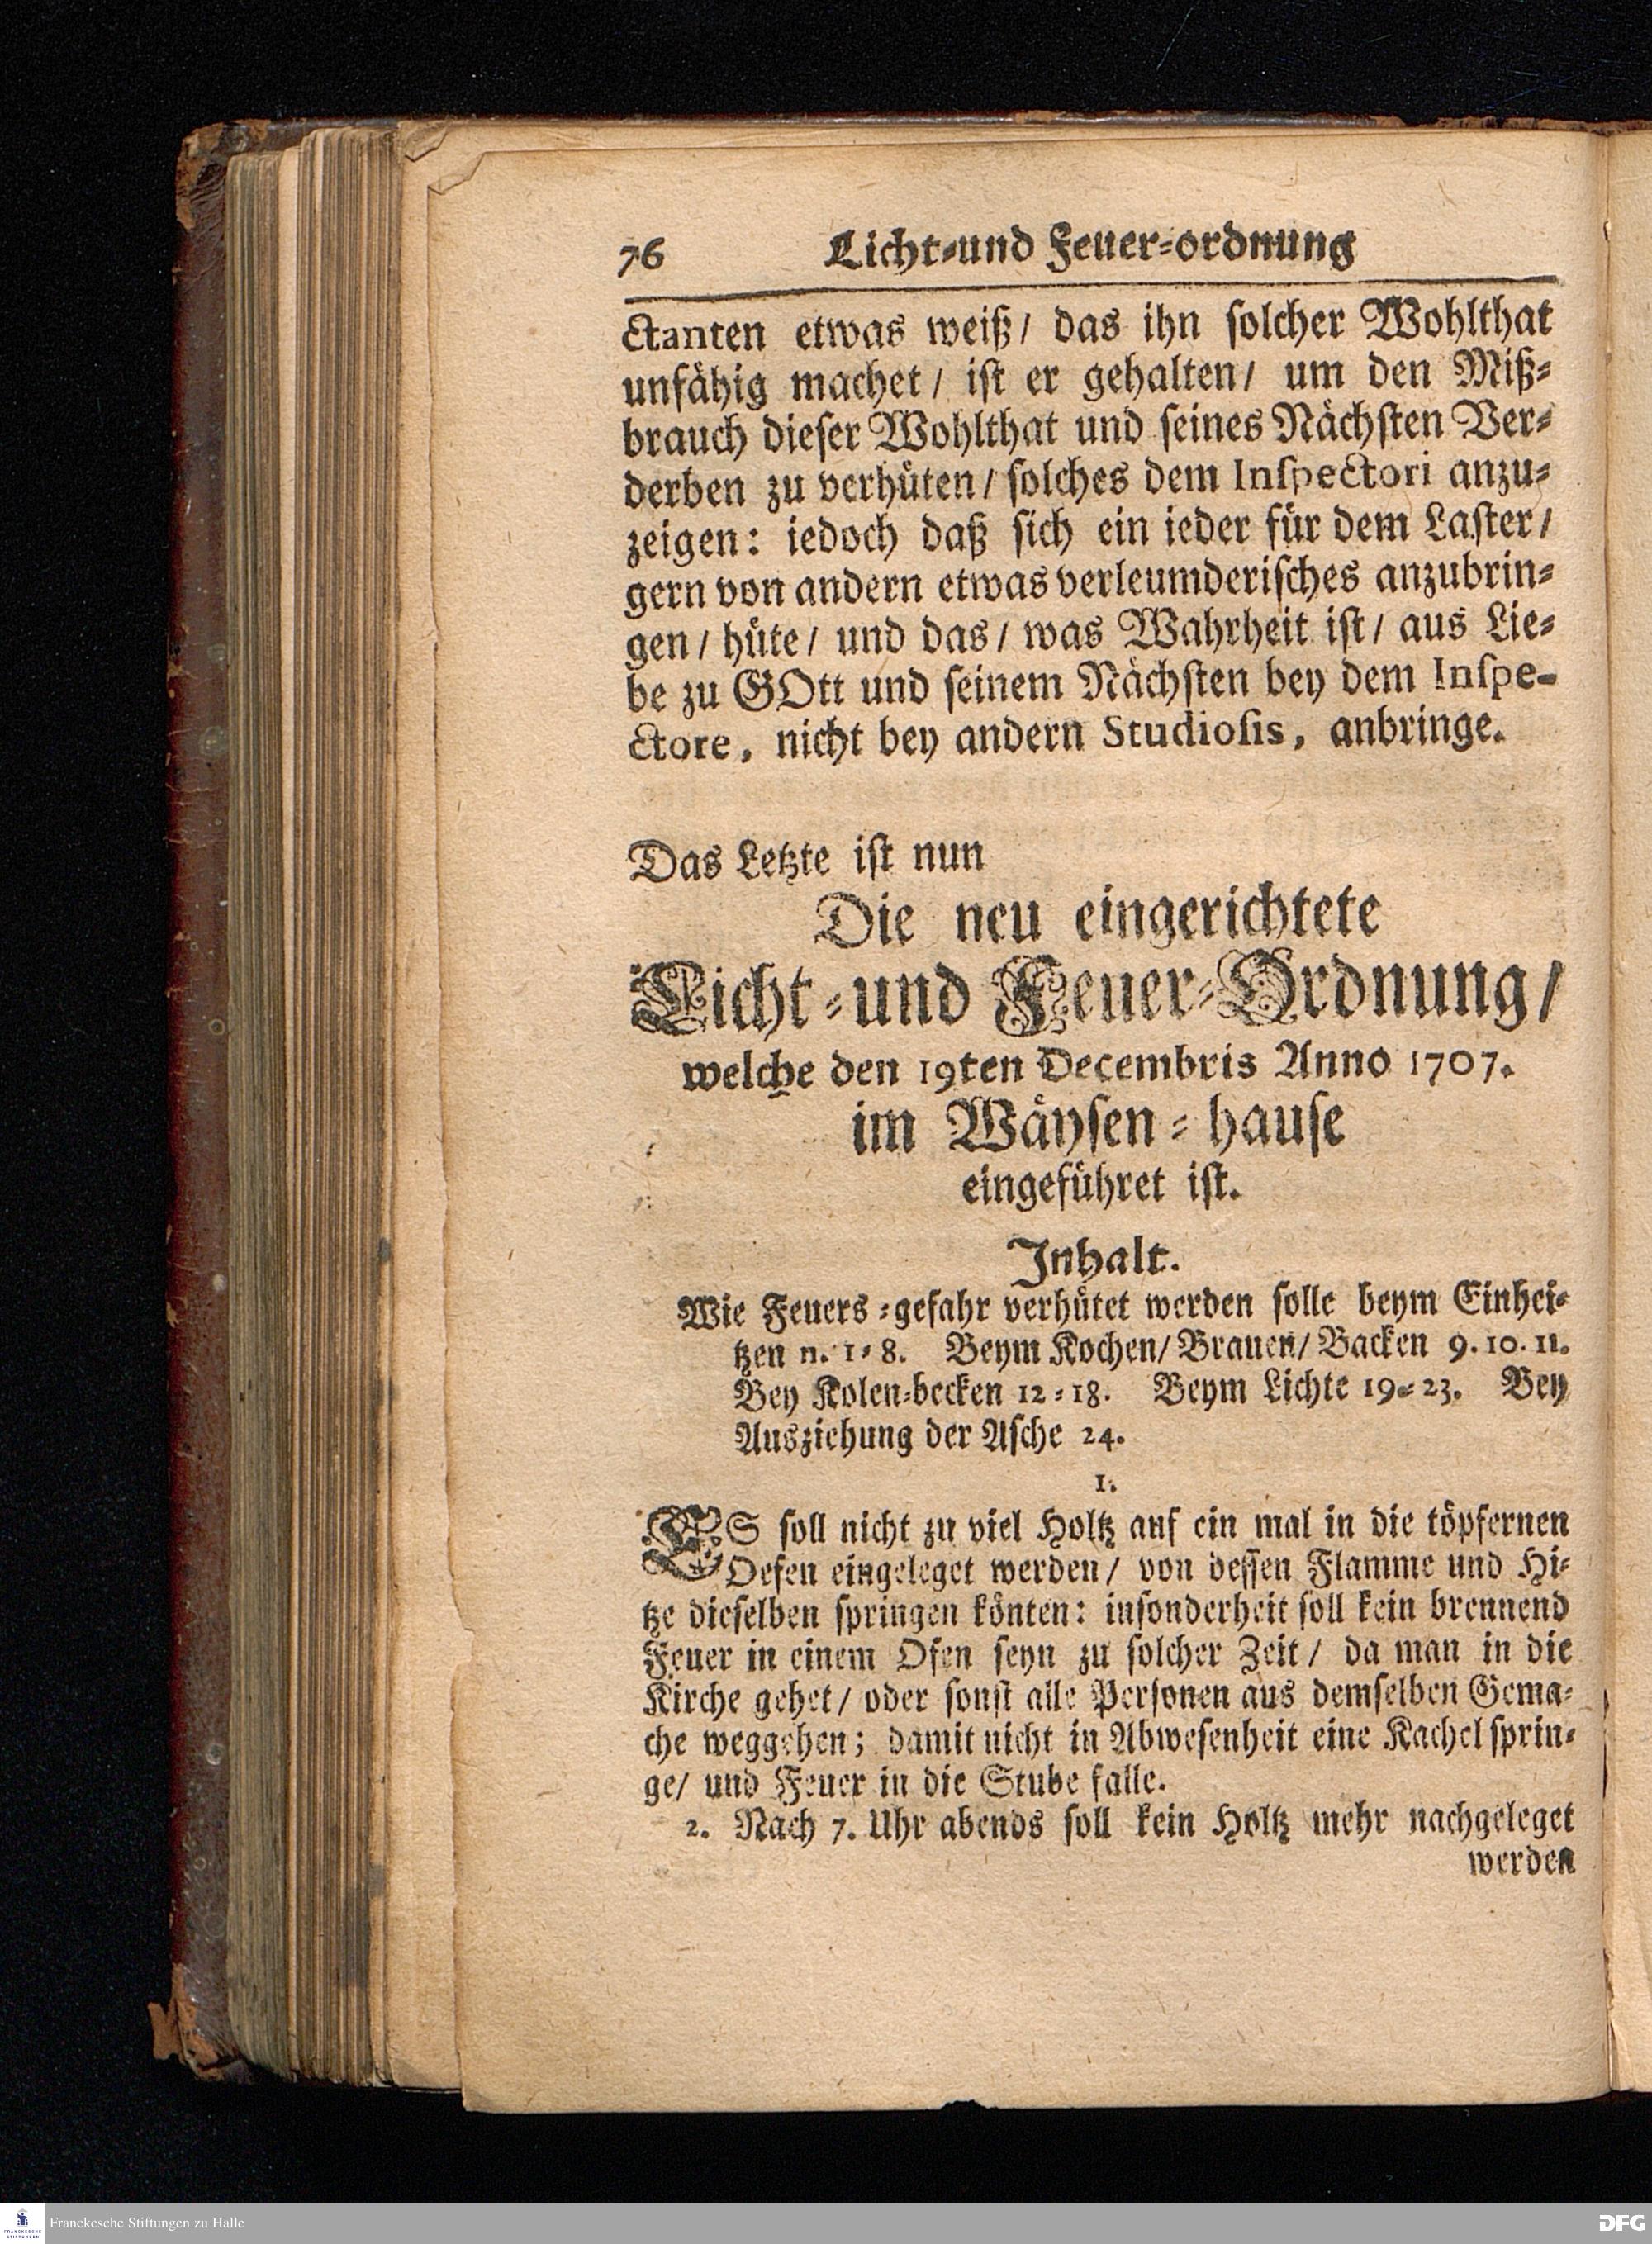 76 Licht-und Feuer-ordnung
ctanten etwas weiß/ das ihn solcher Wohlthat
unfähig machet/ ist er gehalten/ um den Miß-
brauch dieser Wohlthat und seines Nächsten Ver-
derben zu verhüten/ solches dem Inspectori anzu-
zeigen: iedoch daß sich ein ieder für dem Laster/
gern von andern etwas verleumderisches anzubrin-
gen/ hüte/ und das/ was Wahrheit ist/ aus Lie-
be zu GOtt und seinem Nächsten bey dem Inspe-
ctore, nicht bey andern Studiosis, anbringe.
Das Letzte ist nun
Die neu eingerichtete
Licht-und Feuer-Ordnung/
welche den 19ten Decembris Anno 1707.
im Wäysen-hause
eingeführet ist.
Inhalt.
Wie Feuers-gefahr verhütet werden solle beym Einhei-
tzen n. 1-8. Beym Kochen/ Brauen/ Backen 9. 10. 11.
Bey Kolen-becken 12-18. Beym Lichte 19-23. Bey
Ausziehung der Asche 24.
1.
ES soll nicht zu viel Holtz auf ein mal in die töpfernen
Oefen eingeleget werden/ von dessen Flamme und Hi-
tze dieselben springen könten: insonderheit soll kein brennend
Feuer in einem Ofen seyn zu solcher Zeit/ da man in die
Kirche gehet/ oder sonst alle Personen aus demselben Gema-
che weggehen; damit nicht in Abwesenheit eine Kachel sprin-
ge/ und Feuer in die Stube falle.
2. Nach 7. Uhr abends soll kein Holtz mehr nachgeleget
werden
FRANCKESCHE
STIFTUNGEN
Franckesche Stiftungen zu Halle
DFG